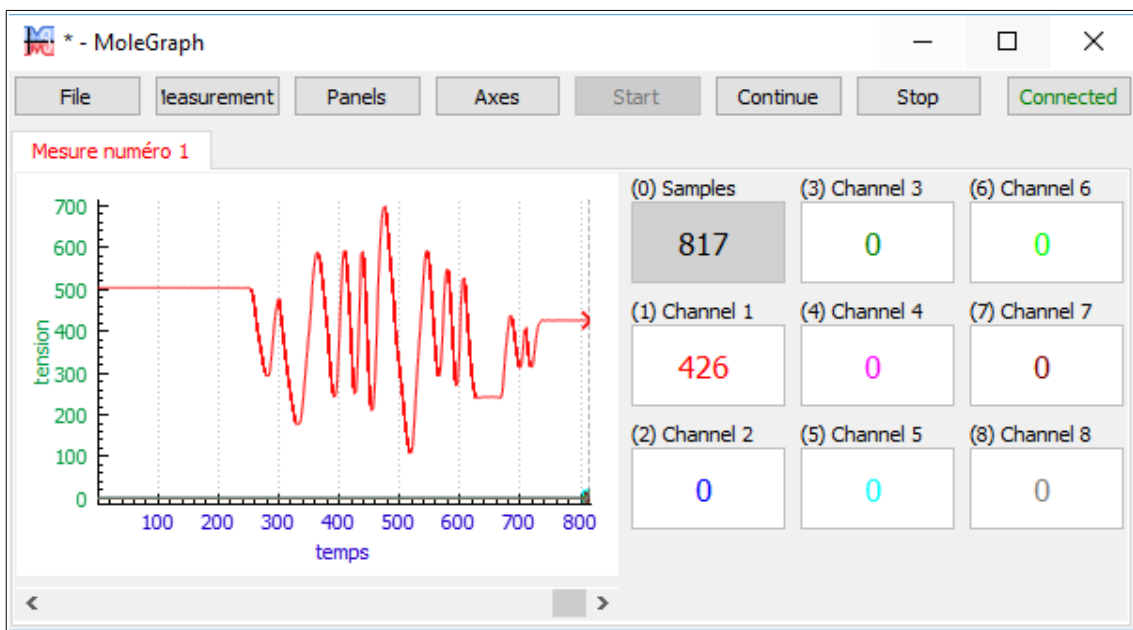 * - MoleGraph
File leasurement Panels Axes Start Continue Stop Connected
Mesure numéro 1
700
600
500
400
300
200
100
0
tension
100 200 300 400 500 600 700 800
temps
(0) Samples (3) Channel 3 (6) Channel 6
817 0 0
(1) Channel 1 (4) Channel 4 (7) Channel 7
426 0 0
(2) Channel 2 (5) Channel 5 (8) Channel 8
0 0 0